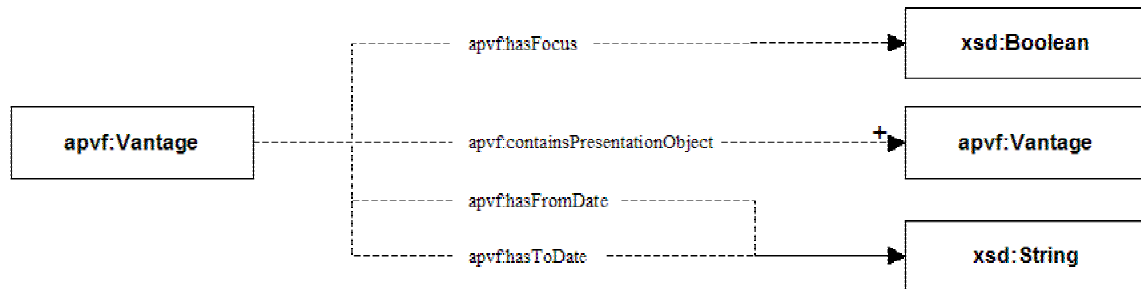 apvf:hasFocus
xsd:Boolean
apvf:Vantage
apvf:containsPresentationObject
+
apvf:Vantage
apvf:hasFromDate
apvf:hasToDate
xsd:String